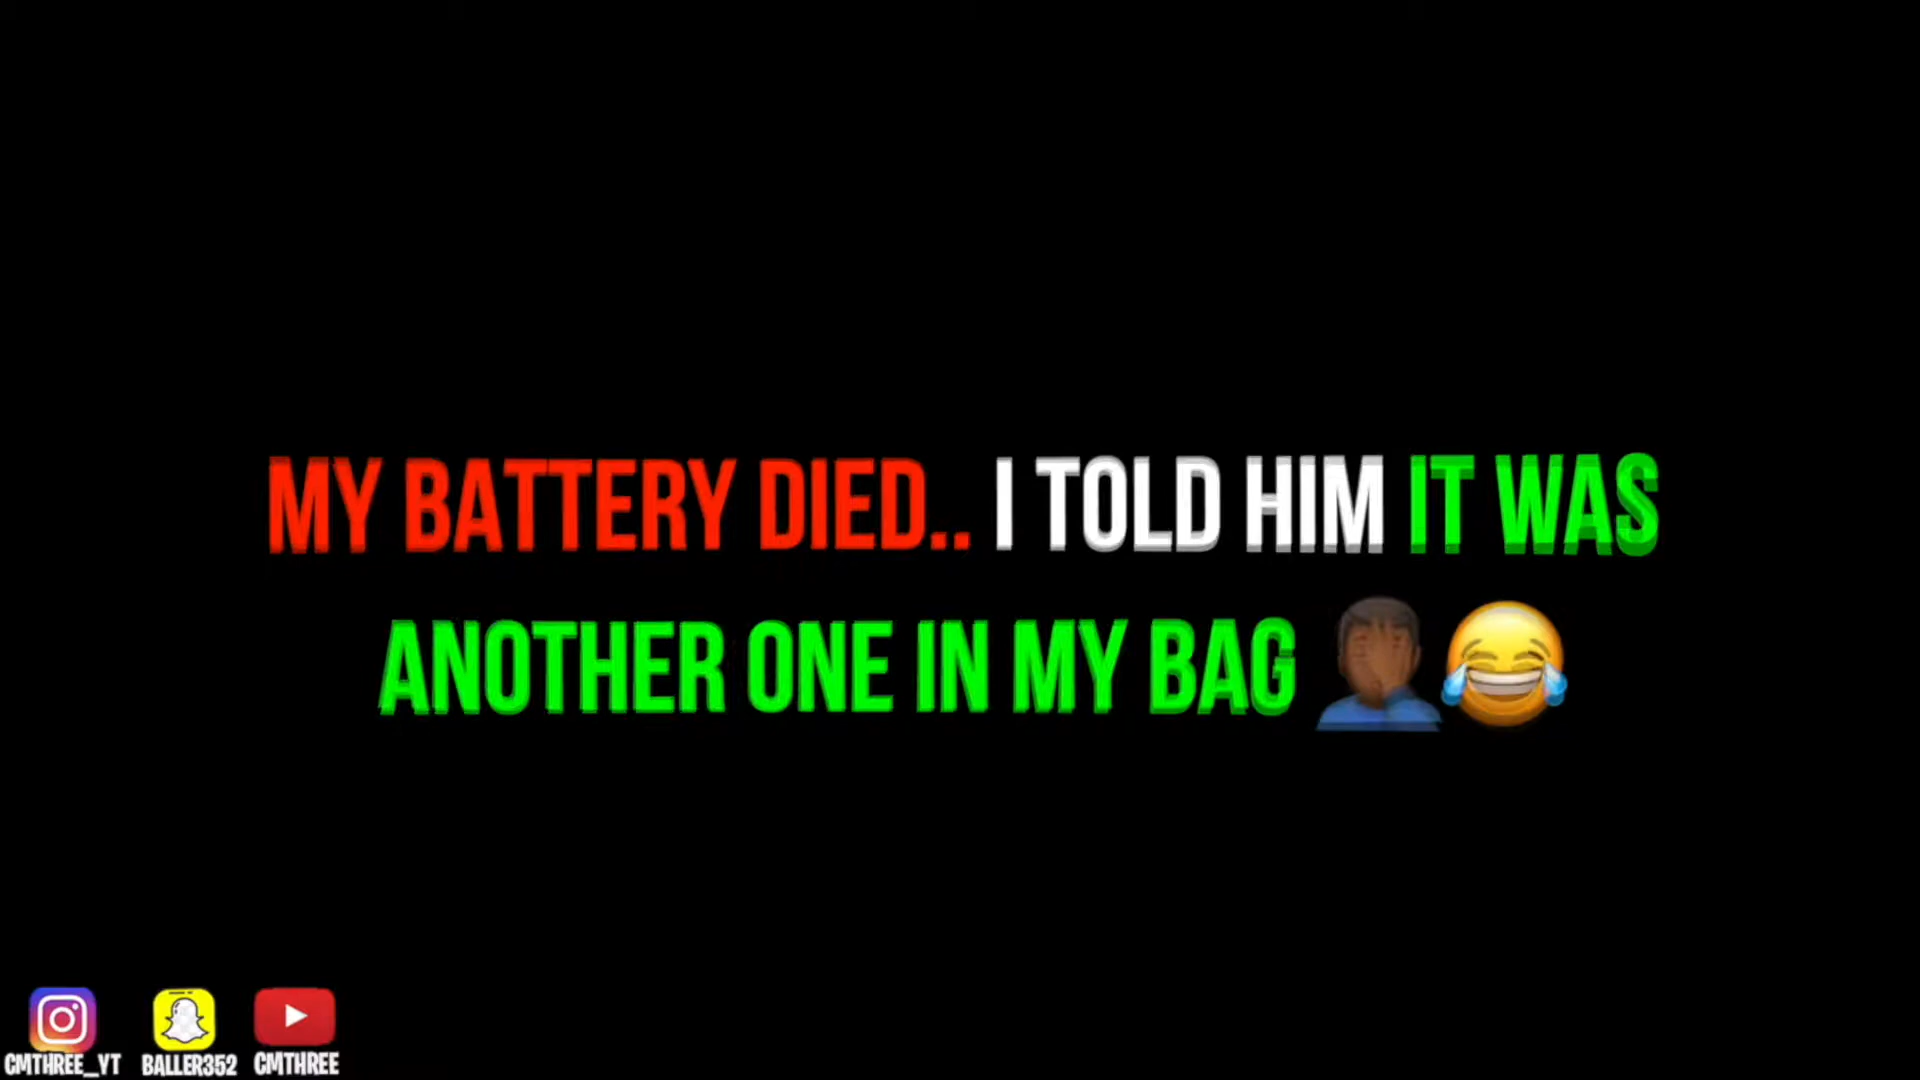 MY BATTERY DIED.. I TOLD HIM IT WAS
ANOTHER ONE IN MY BAG 🤦🏾‍♂️😂
CMTHREE_YT BALLER352 CMTHREE